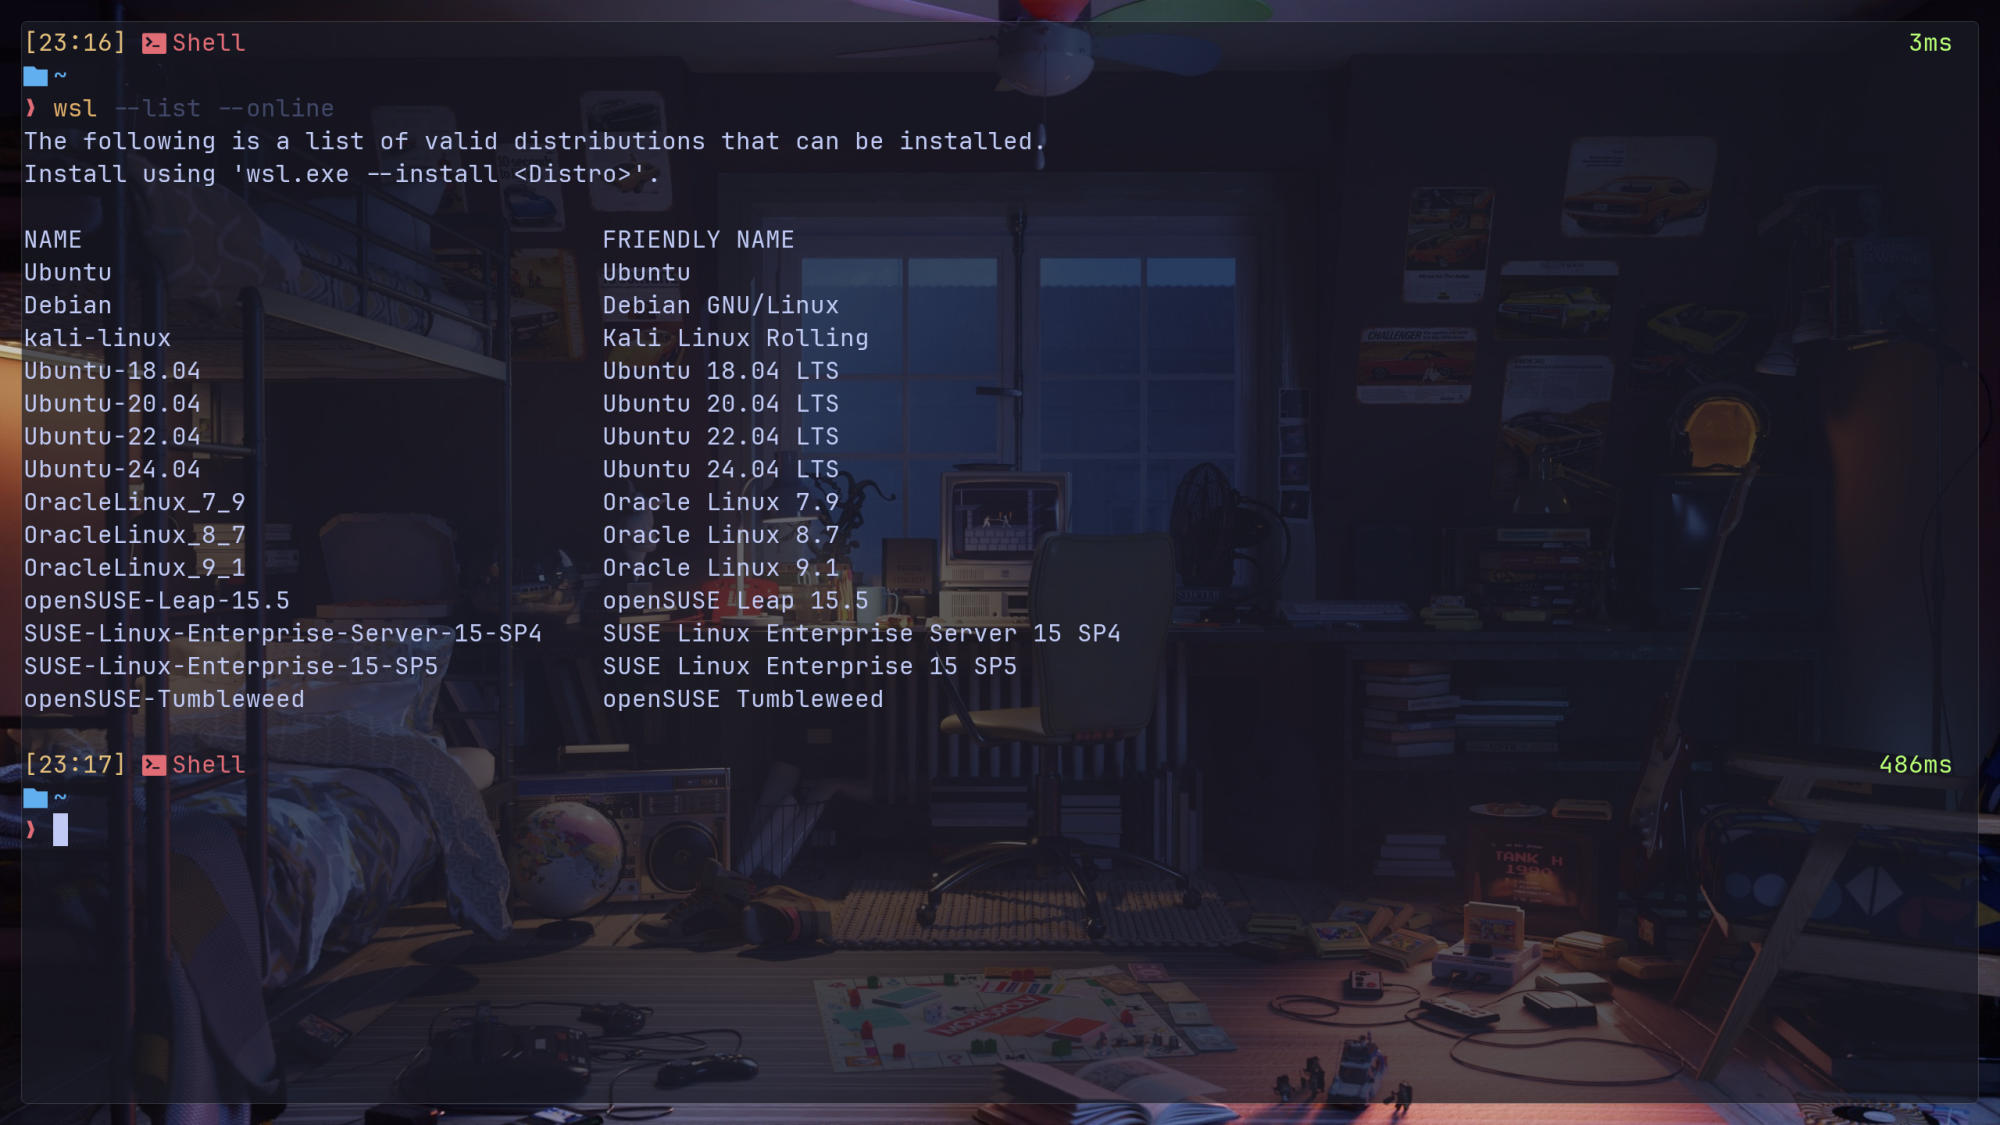 [23:16] Shell 3ms
~
❯ wsl --list --online
The following is a list of valid distributions that can be installed.
Install using 'wsl.exe --install <Distro>'.
NAME FRIENDLY NAME
Ubuntu Ubuntu
Debian Debian GNU/Linux
kali-linux Kali Linux Rolling
Ubuntu-18.04 Ubuntu 18.04 LTS
Ubuntu-20.04 Ubuntu 20.04 LTS
Ubuntu-22.04 Ubuntu 22.04 LTS
Ubuntu-24.04 Ubuntu 24.04 LTS
OracleLinux_7_9 Oracle Linux 7.9
OracleLinux_8_7 Oracle Linux 8.7
OracleLinux_9_1 Oracle Linux 9.1
openSUSE-Leap-15.5 openSUSE Leap 15.5
SUSE-Linux-Enterprise-Server-15-SP4 SUSE Linux Enterprise Server 15 SP4
SUSE-Linux-Enterprise-15-SP5 SUSE Linux Enterprise 15 SP5
openSUSE-Tumbleweed openSUSE Tumbleweed
[23:17] Shell 486ms
~
❯
CHALLENGER
TANK H
1990
MONOPOLY